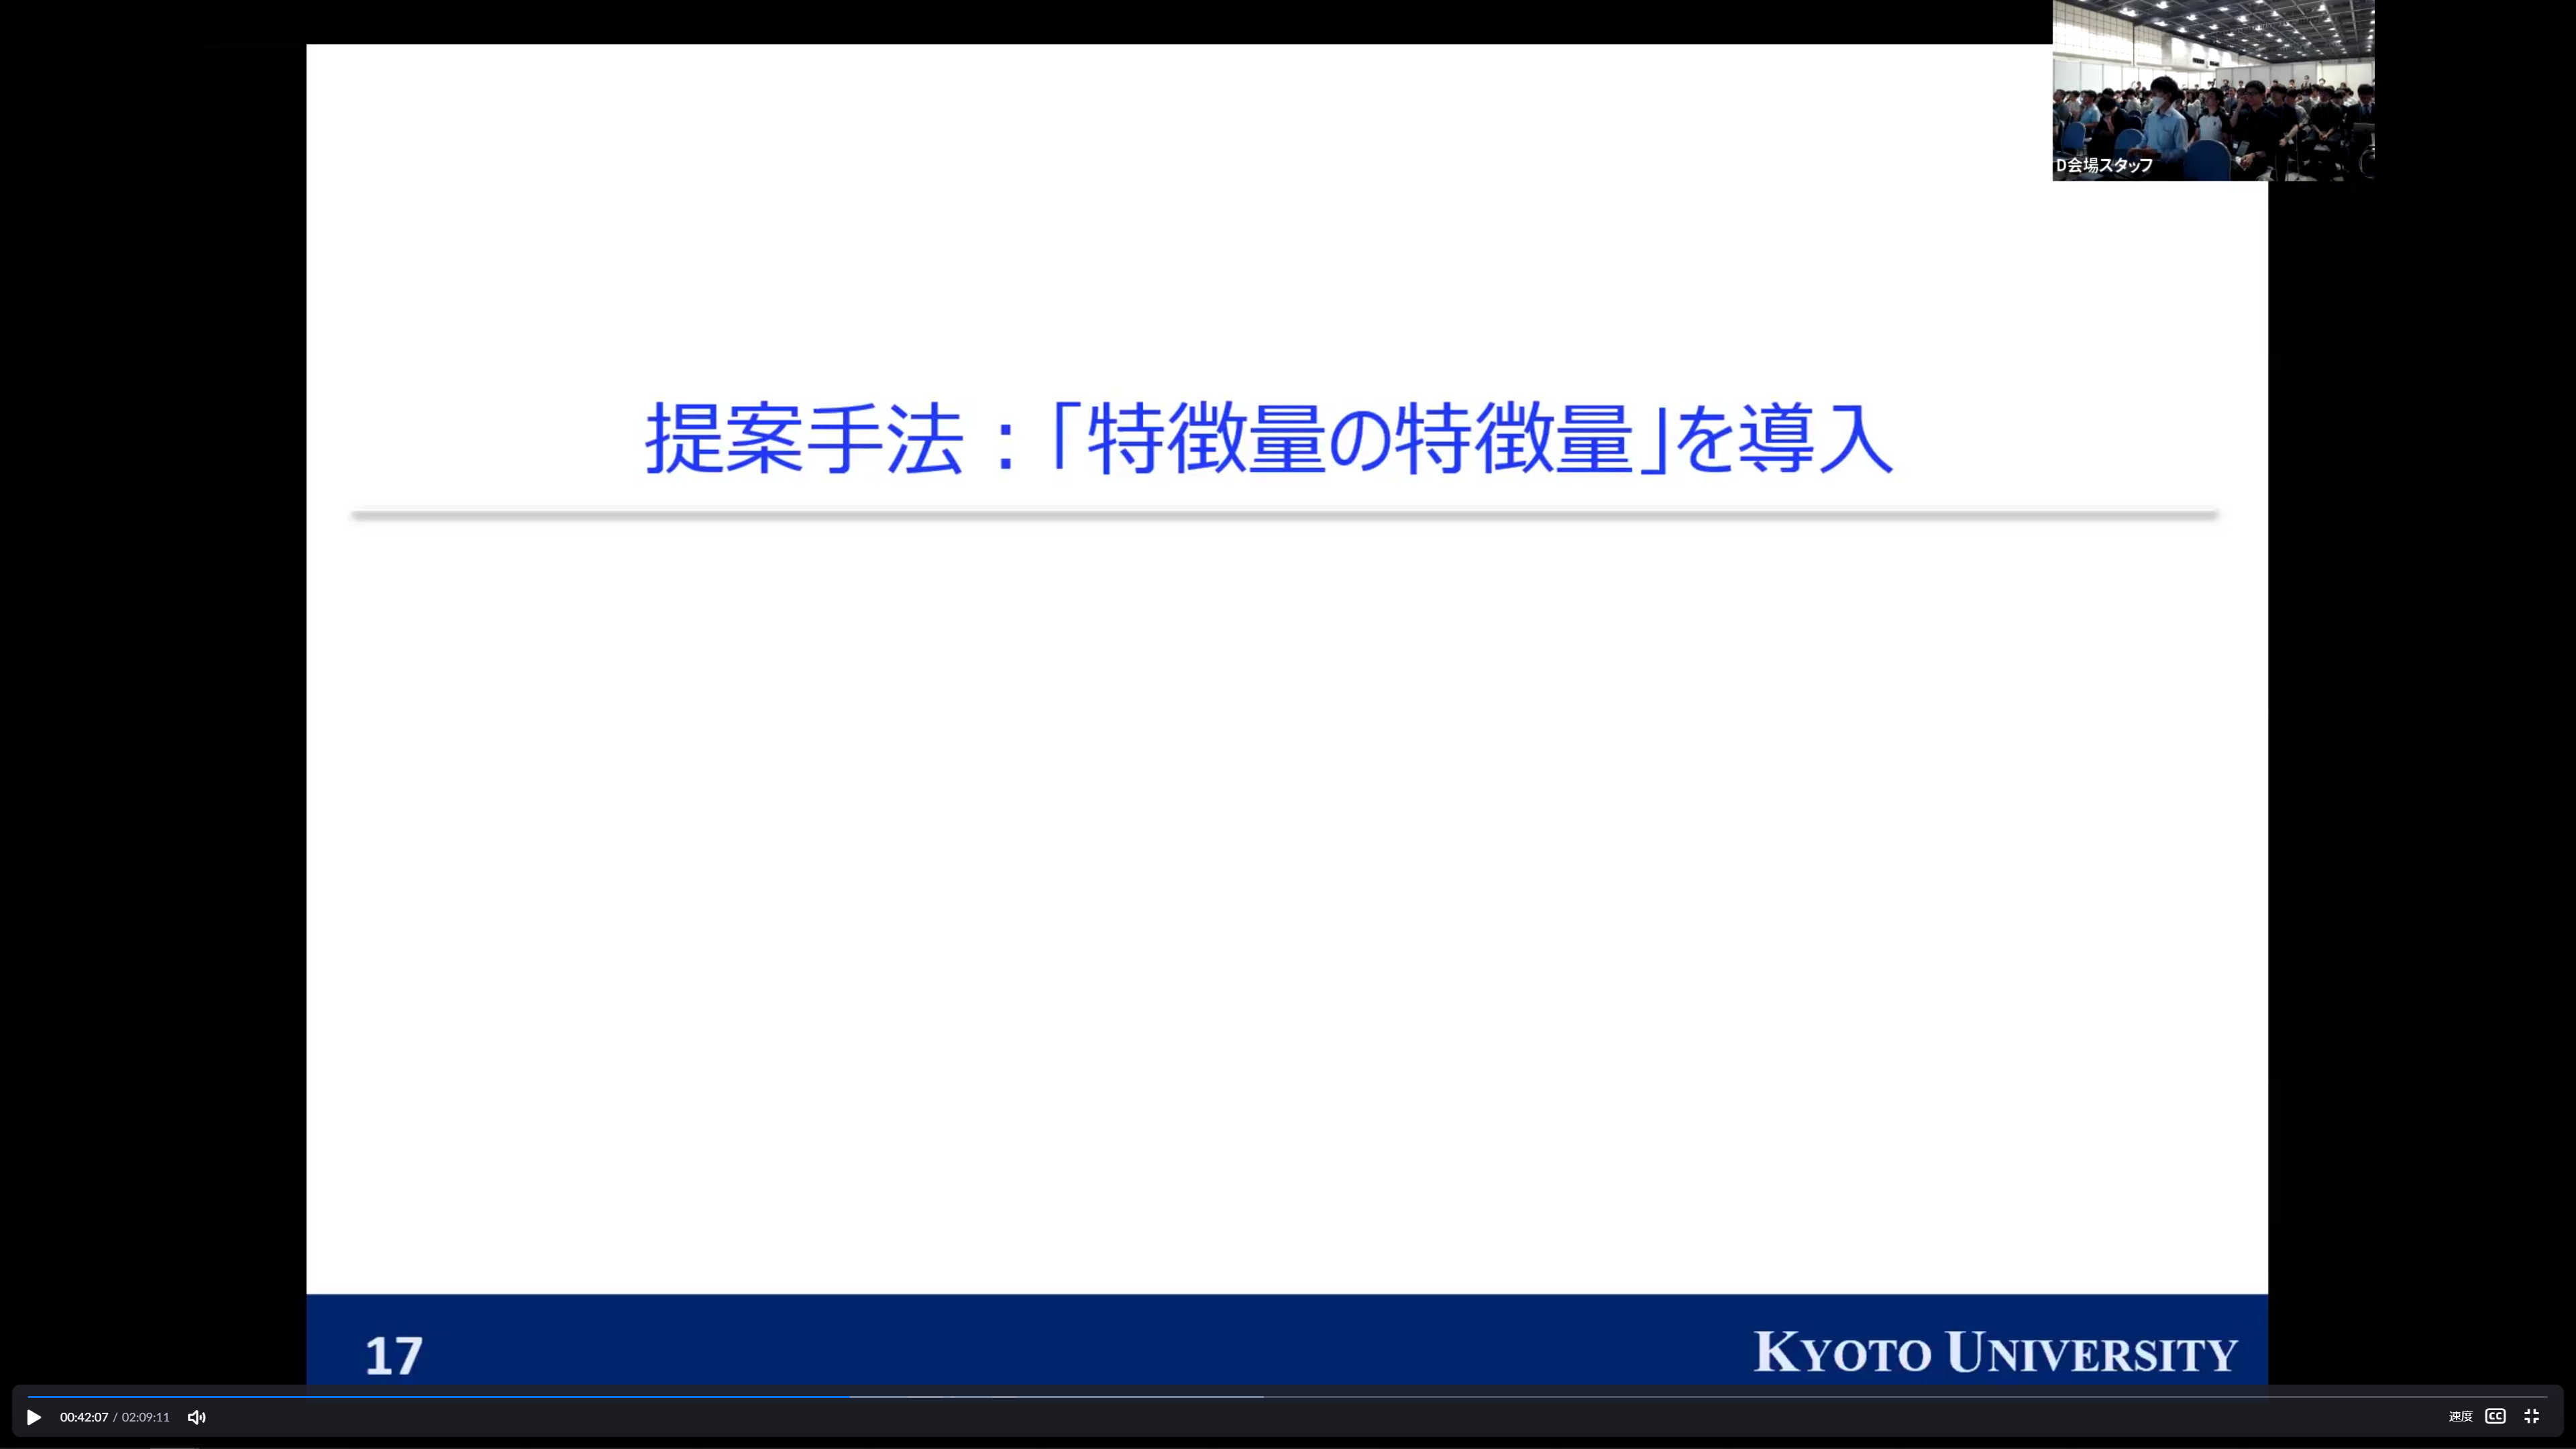 D会場スタッフ
提案手法：「特徴量の特徴量」を導入
17
KYOTO UNIVERSITY
00:42:07 / 02:09:11
速度
CC